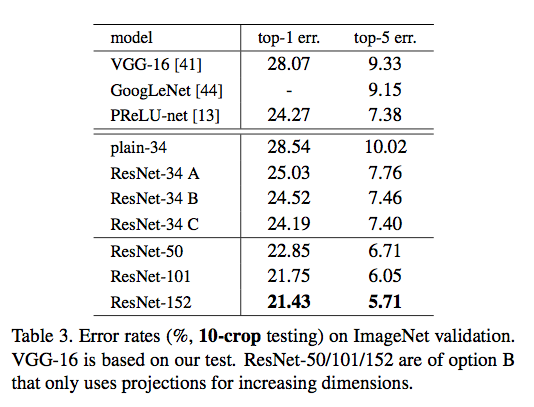 model top-1 err. top-5 err.
VGG-16 [41] 28.07 9.33
GoogLeNet [44] - 9.15
PReLU-net [13] 24.27 7.38
plain-34 28.54 10.02
ResNet-34 A 25.03 7.76
ResNet-34 B 24.52 7.46
ResNet-34 C 24.19 7.40
ResNet-50 22.85 6.71
ResNet-101 21.75 6.05
ResNet-152 21.43 5.71
Table 3. Error rates (%, 10-crop testing) on ImageNet validation.
VGG-16 is based on our test. ResNet-50/101/152 are of option B
that only uses projections for increasing dimensions.